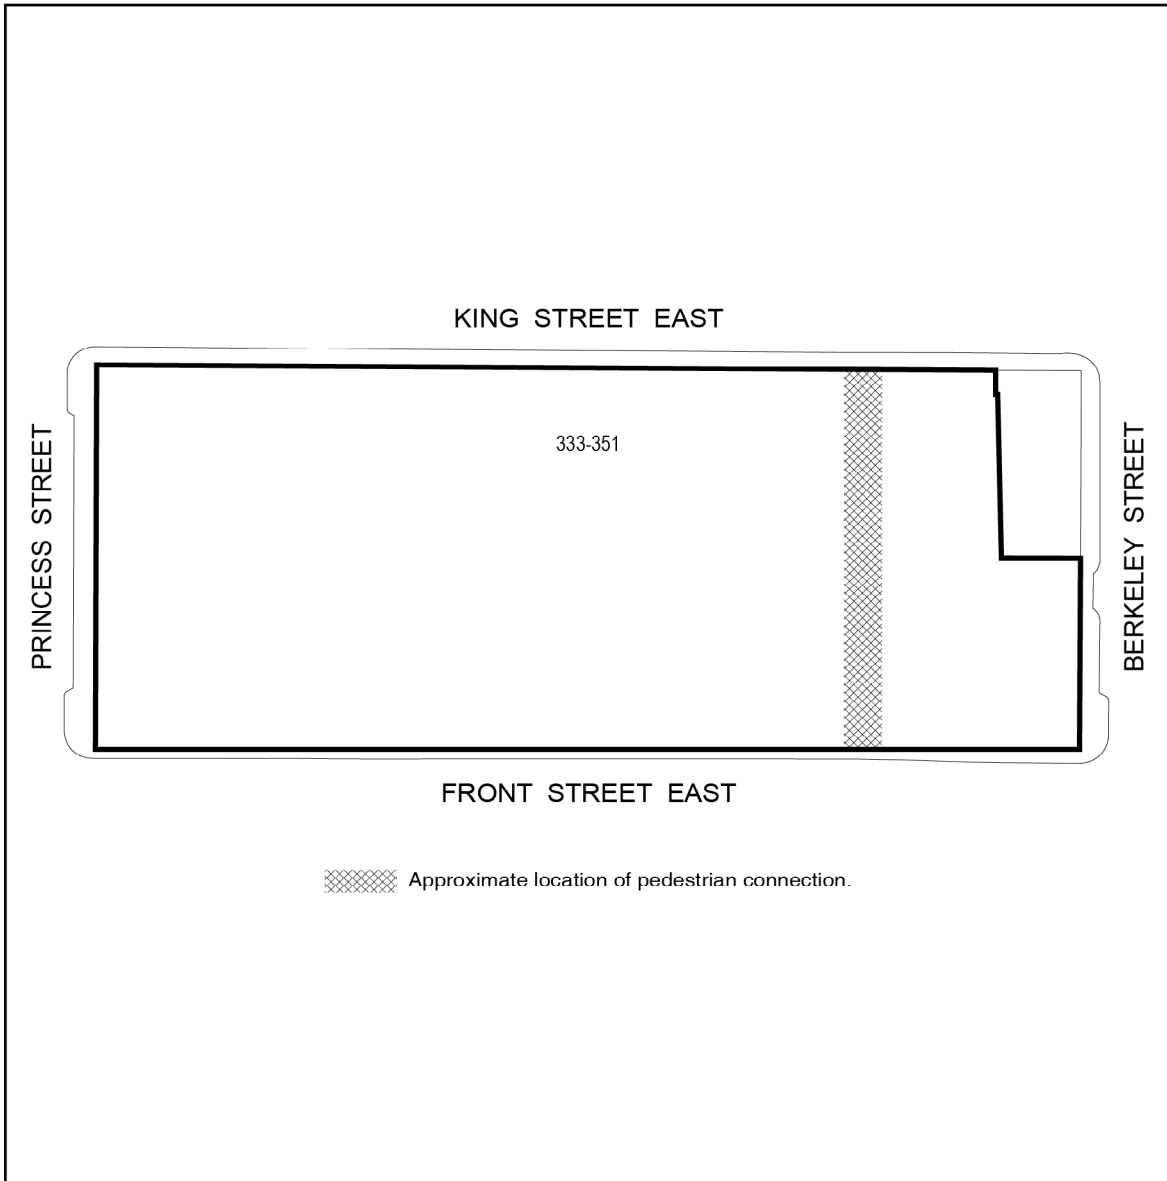 KING STREET EAST
333-351
PRINCESS STREET
BERKELEY STREET
FRONT STREET EAST
Approximate location of pedestrian connection.